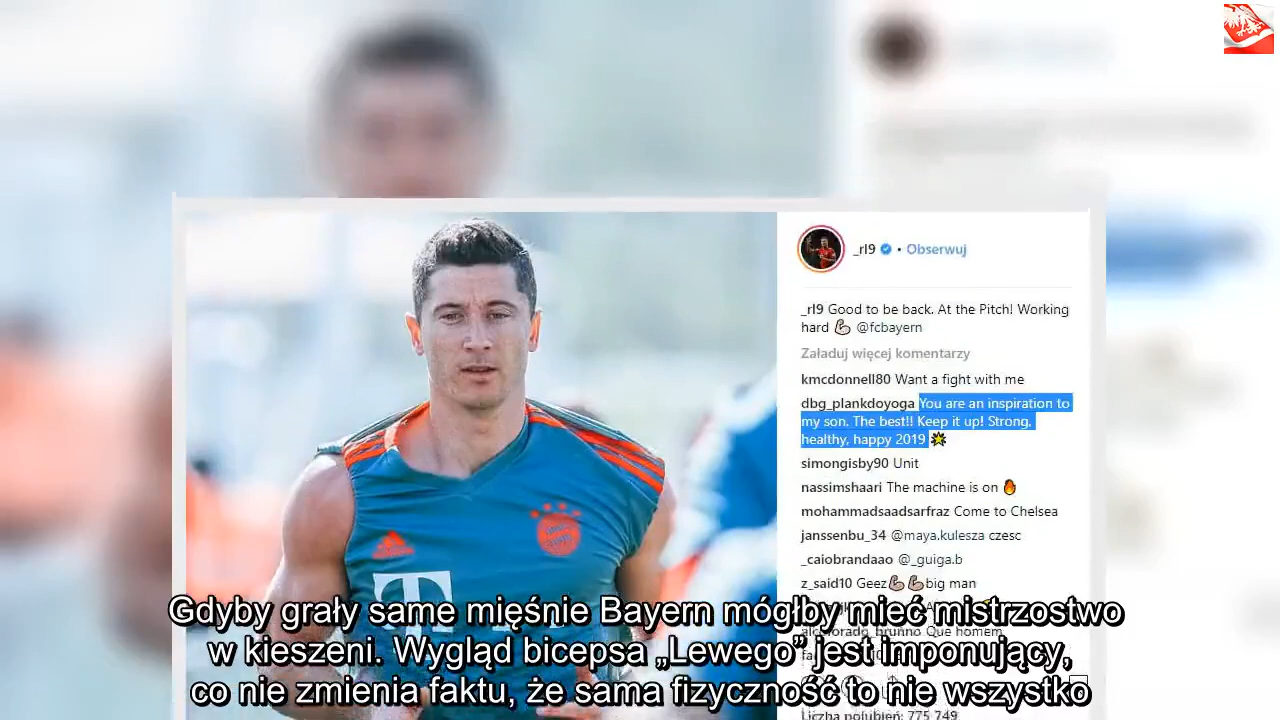 _rl9 • Obserwuj
_rl9 Good to be back. At the Pitch! Working
hard 💪 @fcbayern
Załaduj więcej komentarzy
kmcdonnell80 Want a fight with me
dbg_plankdoyoga You are an inspiration to
my son. The best!! Keep it up! Strong,
healthy, happy 2019 🌟
simongisby90 Unit
nassimshaari The machine is on 🔥
mohammadsaadsarfraz Come to Chelsea
janssenbu_34 @maya.kulesza czesc
_caiobrandaao @_guiga.b
z_said10 Geez💪💪big man
Que homem
Liczba polubień: 775 749
T
Gdyby grały same mięśnie Bayern mógłby mieć mistrzostwo
w kieszeni. Wygląd bicepsa „Lewego” jest imponujący,
co nie zmienia faktu, że sama fizyczność to nie wszystko